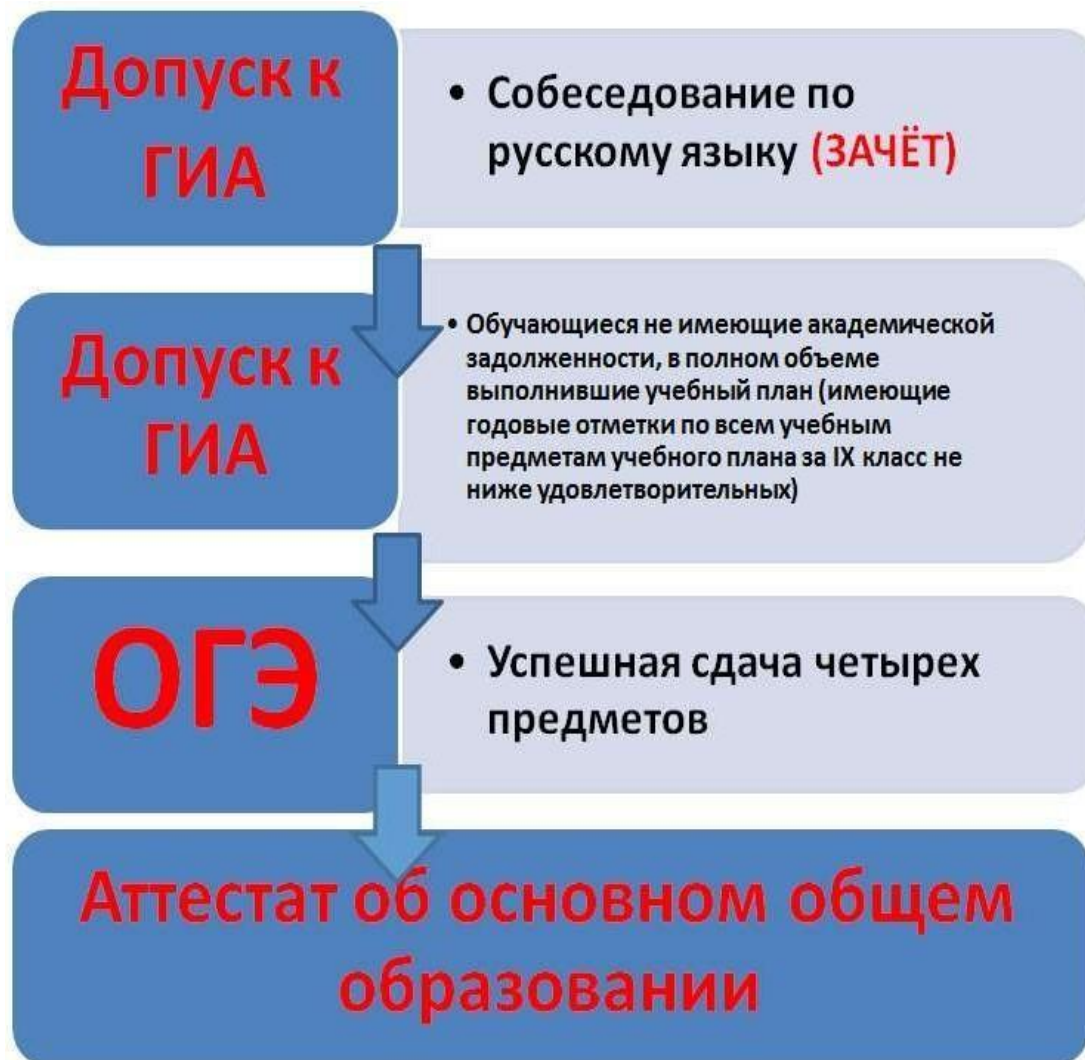 Допуск к
ГИА
• Собеседование по
русскому языку (ЗАЧЁТ)
Допуск к
ГИА
• Обучающиеся не имеющие академической
задолженности, в полном объеме
выполнившие учебный план (имеющие
годовые отметки по всем учебным
предметам учебного плана за IX класс не
ниже удовлетворительных)
ОГЭ
• Успешная сдача четырех
предметов
Аттестат об основном общем
образовании